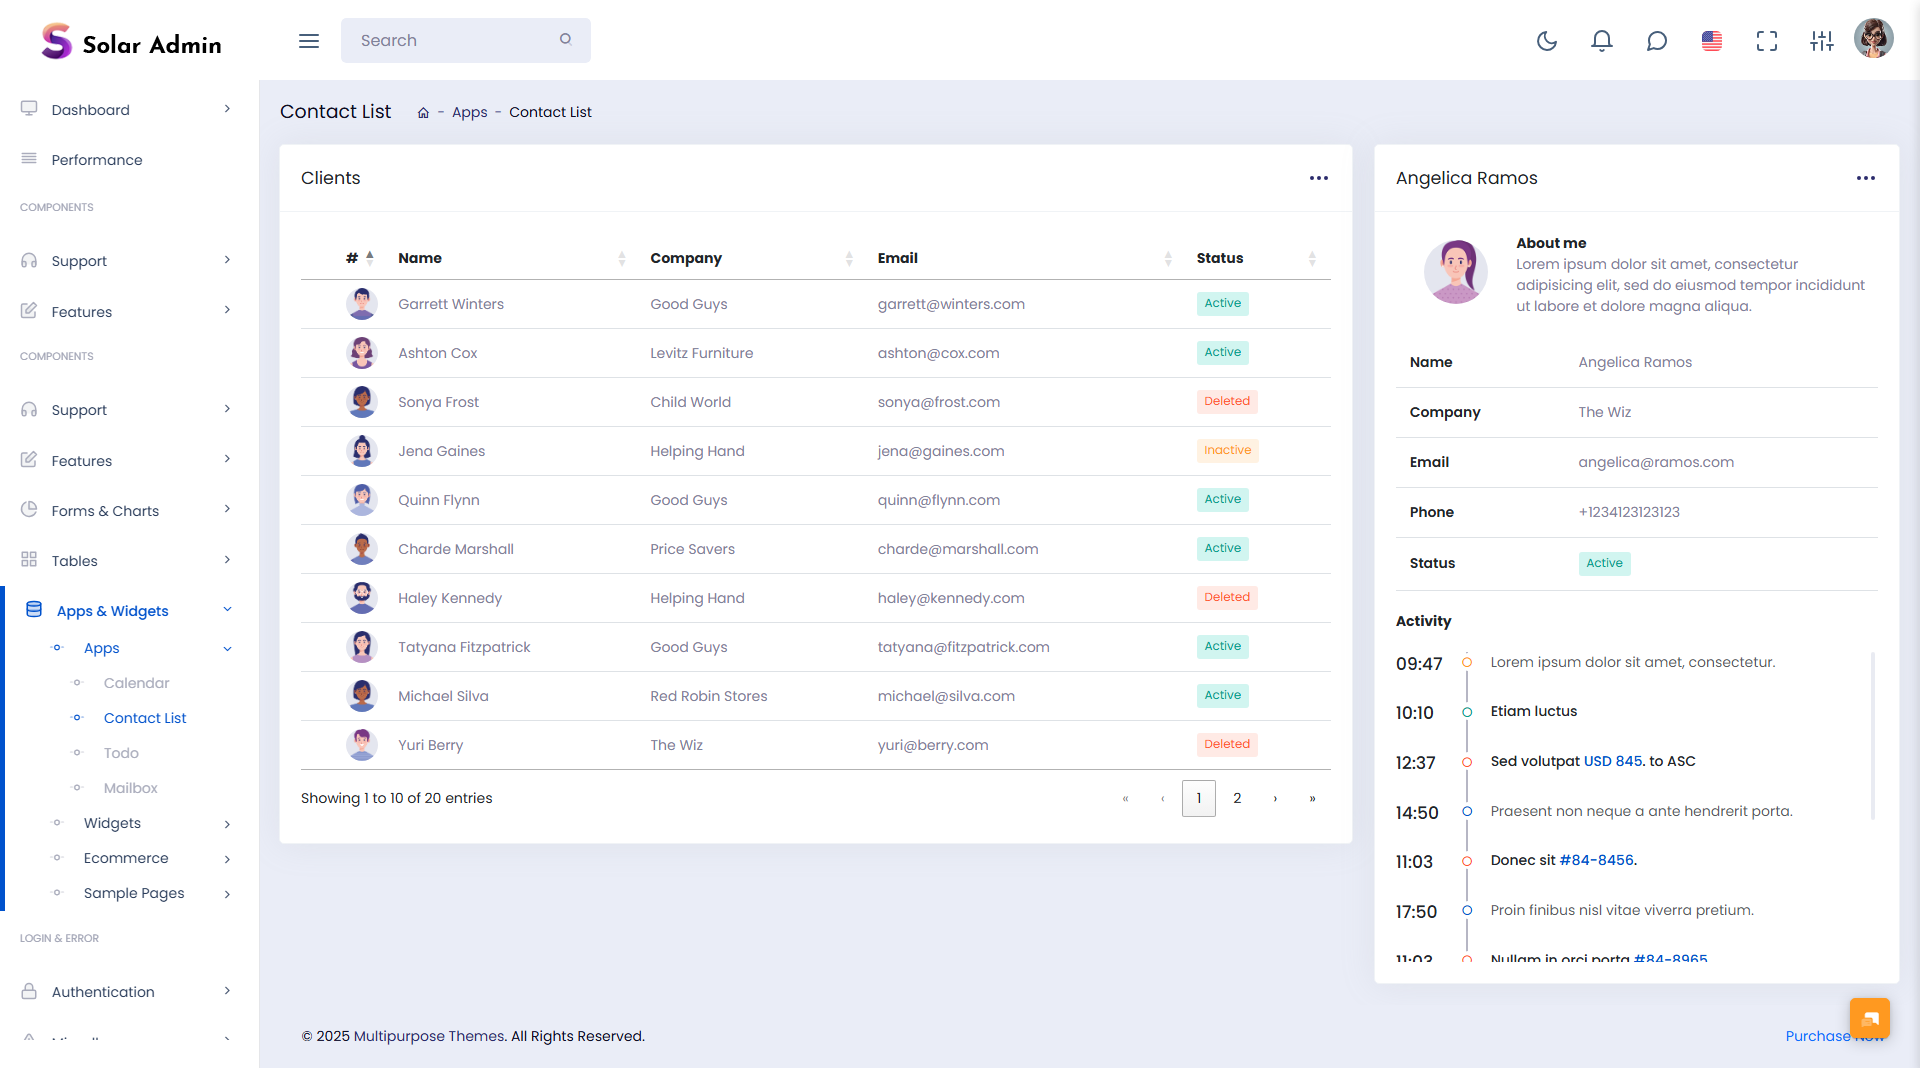 Solar Admin
Search
Dashboard
Performance
COMPONENTS
Support
Features
COMPONENTS
Support
Features
Forms & Charts
Tables
Apps & Widgets
Apps
Calendar
Contact List
Todo
Mailbox
Widgets
Ecommerce
Sample Pages
LOGIN & ERROR
Authentication
Contact List - Apps - Contact List
Clients
# Name Company Email Status
Garrett Winters Good Guys garrett@winters.com Active
Ashton Cox Levitz Furniture ashton@cox.com Active
Sonya Frost Child World sonya@frost.com Deleted
Jena Gaines Helping Hand jena@gaines.com Inactive
Quinn Flynn Good Guys quinn@flynn.com Active
Charde Marshall Price Savers charde@marshall.com Active
Haley Kennedy Helping Hand haley@kennedy.com Deleted
Tatyana Fitzpatrick Good Guys tatyana@fitzpatrick.com Active
Michael Silva Red Robin Stores michael@silva.com Active
Yuri Berry The Wiz yuri@berry.com Deleted
Showing 1 to 10 of 20 entries
« ‹ 1 2 › »
Angelica Ramos
About me
Lorem ipsum dolor sit amet, consectetur
adipisicing elit, sed do eiusmod tempor incididunt
ut labore et dolore magna aliqua.
Name Angelica Ramos
Company The Wiz
Email angelica@ramos.com
Phone +1234123123123
Status Active
Activity
09:47 Lorem ipsum dolor sit amet, consectetur.
10:10 Etiam luctus
12:37 Sed volutpat USD 845. to ASC
14:50 Praesent non neque a ante hendrerit porta.
11:03 Donec sit #84-8456.
17:50 Proin finibus nisl vitae viverra pretium.
11:03 Nullam in orci porta #84-8965
© 2025 Multipurpose Themes. All Rights Reserved.
Purchase Now